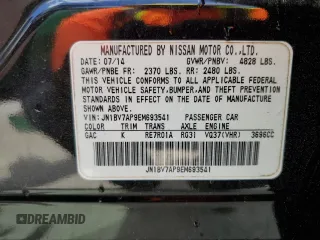 MANUFACTURED BY NISSAN MOTOR CO.,LTD.
DATE: 07/14 GVWR/PNBV: 4828 LBS.
GAWR/PNBE FR: 2370 LBS. RR: 2480 LBS.
THIS VEHICLE CONFORMS TO ALL APPLICABLE FEDERAL
MOTOR VEHICLE SAFETY,BUMPER,AND THEFT PREVENTION
STANDARDS IN EFFECT ON THE DATE OF MANUFACTURE
SHOWN ABOVE.
VIN: JN1BV7AP9EM693541 PASSENGER CAR
COLOR TRIM TRANS AXLE ENGINE
GAC K RE7R01A RG31 VQ37(VHR) 3696CC
JN1BV7AP9EM693541
DREAMBID